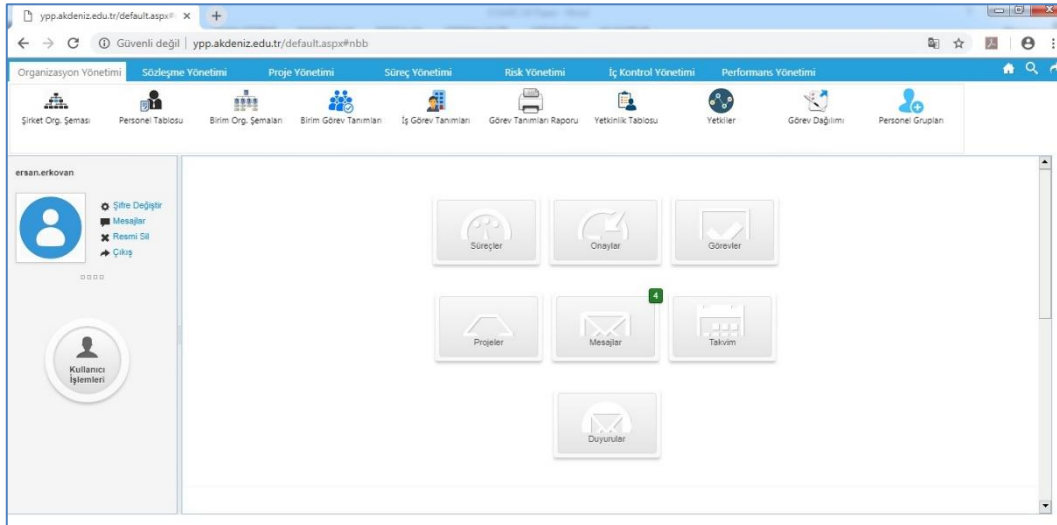 ypp.akdeniz.edu.tr/default.aspx#
Güvenli değil | ypp.akdeniz.edu.tr/default.aspx#nbb
Organizasyon Yönetimi Sözleşme Yönetimi Proje Yönetimi Süreç Yönetimi Risk Yönetimi İç Kontrol Yönetimi Performans Yönetimi
Şirket Org. Şeması Personel Tablosu Birim Org. Şemaları Birim Görev Tanımları İş Görev Tanımları Görev Tanımları Raporu Yetkinlik Tablosu Yetkiler Görev Dağılımı Personel Grupları
ersan.erkovan
Şifre Değiştir
Mesajlar
Resmi Sil
Çıkış
Kullanıcı
İşlemleri
Süreçler Onaylar Görevler
4
Projeler Mesajlar Takvim
Duyurular